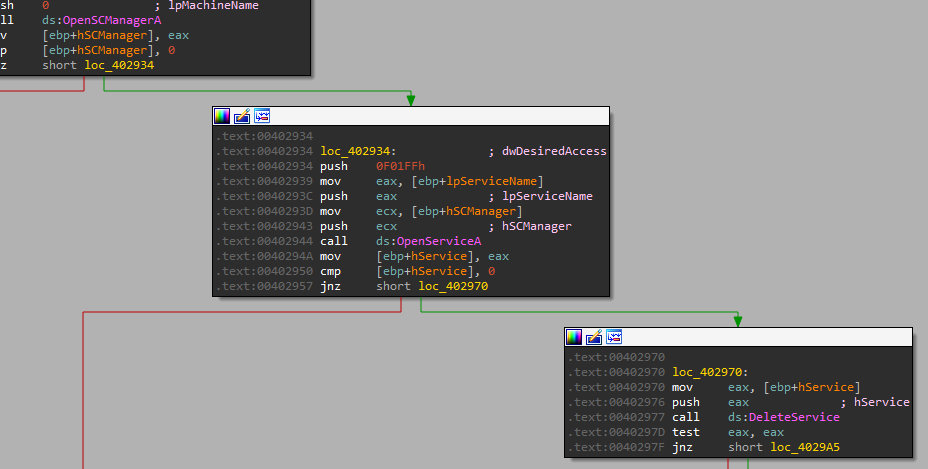 sh 0 ; lpMachineName
ll ds:OpenSCManagerA
v [ebp+hSCManager], eax
p [ebp+hSCManager], 0
z short loc_402934
.text:00402934
.text:00402934 loc_402934: ; dwDesiredAccess
.text:00402934 push 0F01FFh
.text:00402939 mov eax, [ebp+lpServiceName]
.text:0040293C push eax ; lpServiceName
.text:0040293D mov ecx, [ebp+hSCManager]
.text:00402943 push ecx ; hSCManager
.text:00402944 call ds:OpenServiceA
.text:0040294A mov [ebp+hService], eax
.text:00402950 cmp [ebp+hService], 0
.text:00402957 jnz short loc_402970
.text:00402970
.text:00402970 loc_402970:
.text:00402970 mov eax, [ebp+hService]
.text:00402976 push eax ; hService
.text:00402977 call ds:DeleteService
.text:0040297D test eax, eax
.text:0040297F jnz short loc_4029A5